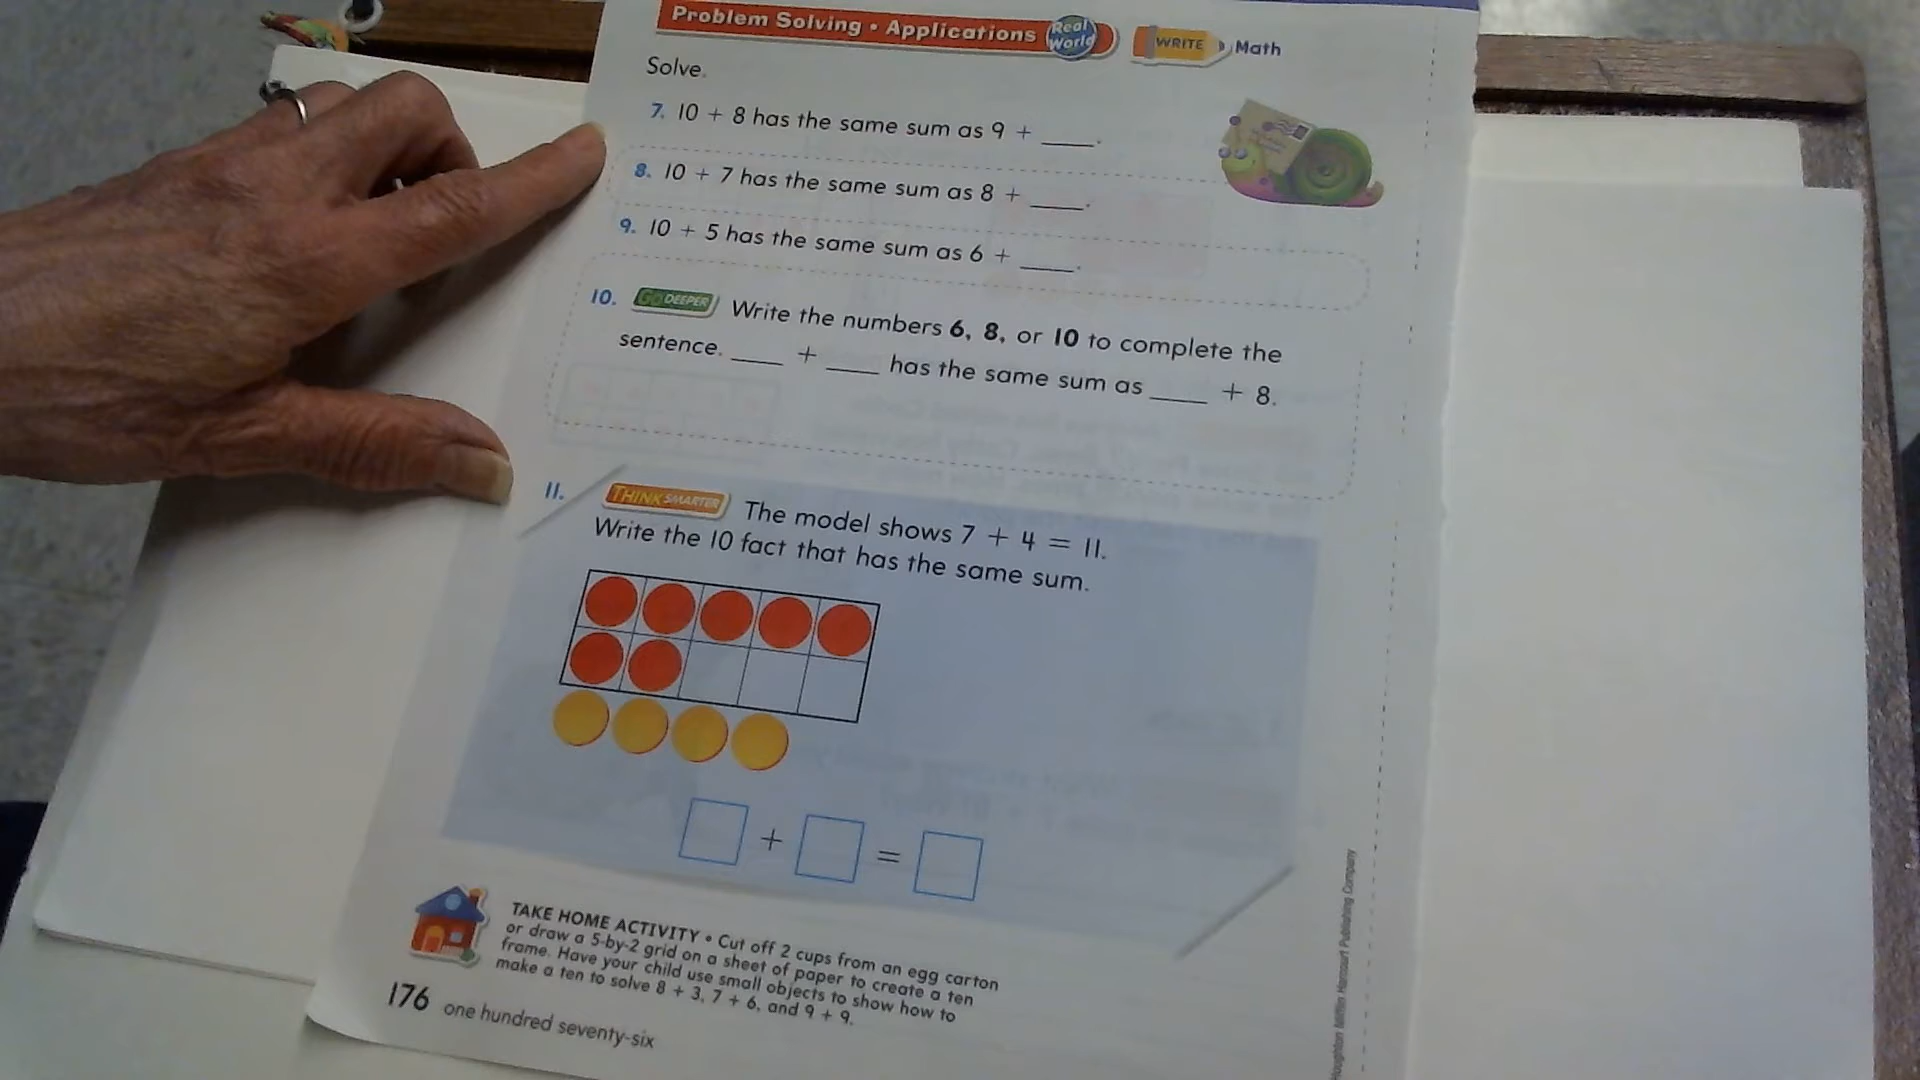 Problem Solving • Applications Real World WRITE Math
Solve.
7. 10 + 8 has the same sum as 9 + ____.
8. 10 + 7 has the same sum as 8 + ____.
9. 10 + 5 has the same sum as 6 + ____.
10. GO DEEPER Write the numbers 6, 8, or 10 to complete the
sentence. ____ + ____ has the same sum as ____ + 8.
11. THINK SMARTER The model shows 7 + 4 = 11.
Write the 10 fact that has the same sum.
+ =
TAKE HOME ACTIVITY • Cut off 2 cups from an egg carton
or draw a 5-by-2 grid on a sheet of paper to create a ten
frame. Have your child use small objects to show how to
make a ten to solve 8 + 3, 7 + 6, and 9 + 9.
176 one hundred seventy-six
Houghton Mifflin Harcourt Publishing Company